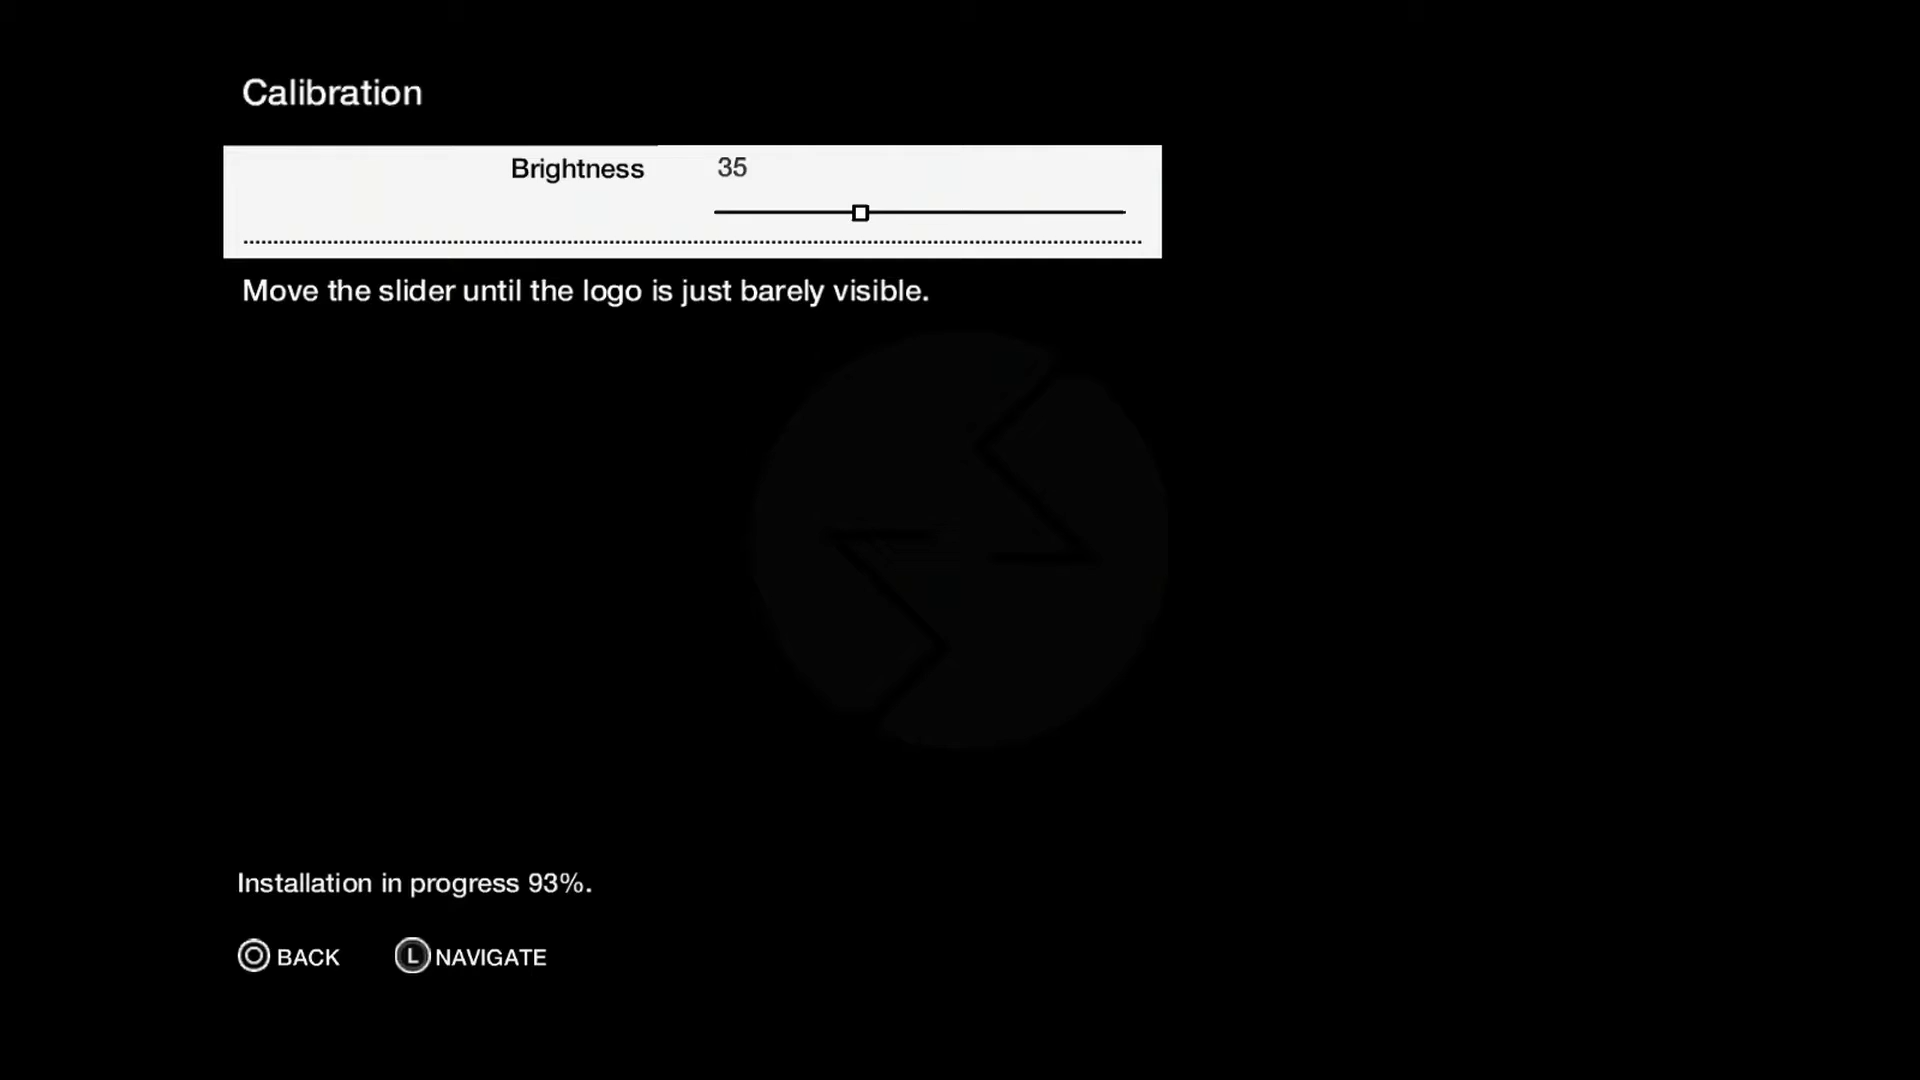 Calibration
Brightness 35
Move the slider until the logo is just barely visible.
Installation in progress 93%.
BACK L NAVIGATE